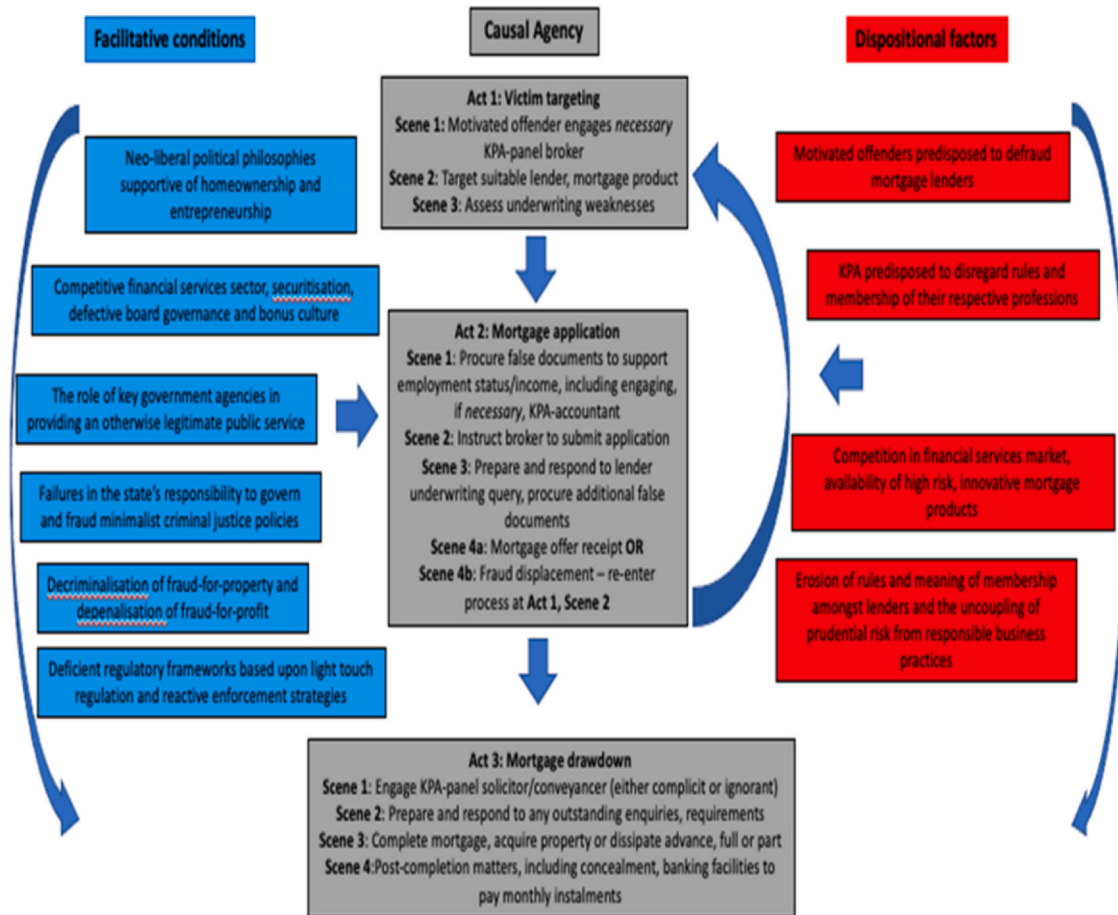 Facilitative conditions
Causal Agency
Dispositional factors
Act 1: Victim targeting
Scene 1: Motivated offender engages necessary
KPA-panel broker
Scene 2: Target suitable lender, mortgage product
Scene 3: Assess underwriting weaknesses
Neo-liberal political philosophies
supportive of homeownership and
entrepreneurship
Competitive financial services sector, securitisation,
defective board governance and bonus culture
The role of key government agencies in
providing an otherwise legitimate public service
Failures in the state's responsibility to govern
and fraud minimalist criminal justice policies
Decriminalisation of fraud-for-property and
depenalisation of fraud-for-profit
Deficient regulatory frameworks based upon light touch
regulation and reactive enforcement strategies
Act 2: Mortgage application
Scene 1: Procure false documents to support
employment status/income, including engaging,
if necessary, KPA-accountant
Scene 2: Instruct broker to submit application
Scene 3: Prepare and respond to lender
underwriting query, procure additional false
documents
Scene 4a: Mortgage offer receipt OR
Scene 4b: Fraud displacement – re-enter
process at Act 1, Scene 2
Motivated offenders predisposed to defraud
mortgage lenders
KPA predisposed to disregard rules and
membership of their respective professions
Competition in financial services market,
availability of high risk, innovative mortgage
products
Erosion of rules and meaning of membership
amongst lenders and the uncoupling of
prudential risk from responsible business
practices
Act 3: Mortgage drawdown
Scene 1: Engage KPA-panel solicitor/conveyancer (either complicit or ignorant)
Scene 2: Prepare and respond to any outstanding enquiries, requirements
Scene 3: Complete mortgage, acquire property or dissipate advance, full or part
Scene 4:Post-completion matters, including concealment, banking facilities to
pay monthly instalments